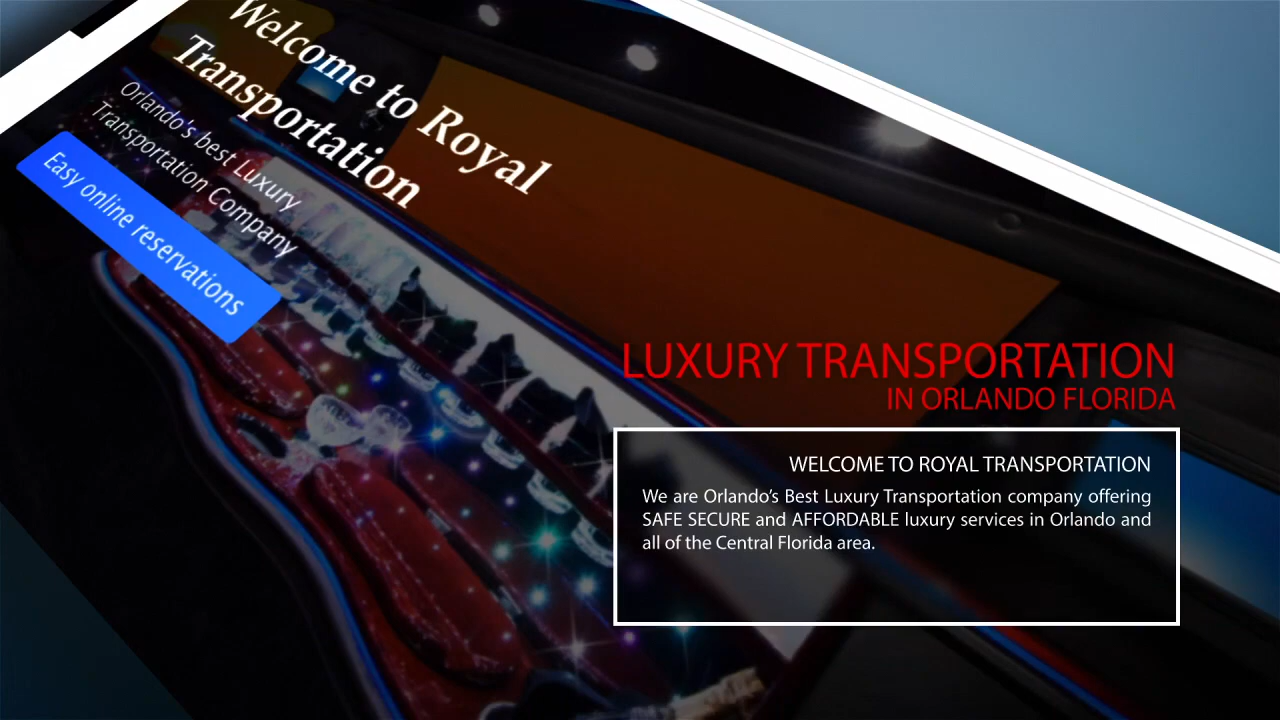 Welcome to Royal
Transportation
Orlando's best Luxury
Transportation Company
Easy online reservations
LUXURY TRANSPORTATION
IN ORLANDO FLORIDA
WELCOME TO ROYAL TRANSPORTATION
We are Orlando's Best Luxury Transportation company offering
SAFE SECURE and AFFORDABLE luxury services in Orlando and
all of the Central Florida area.